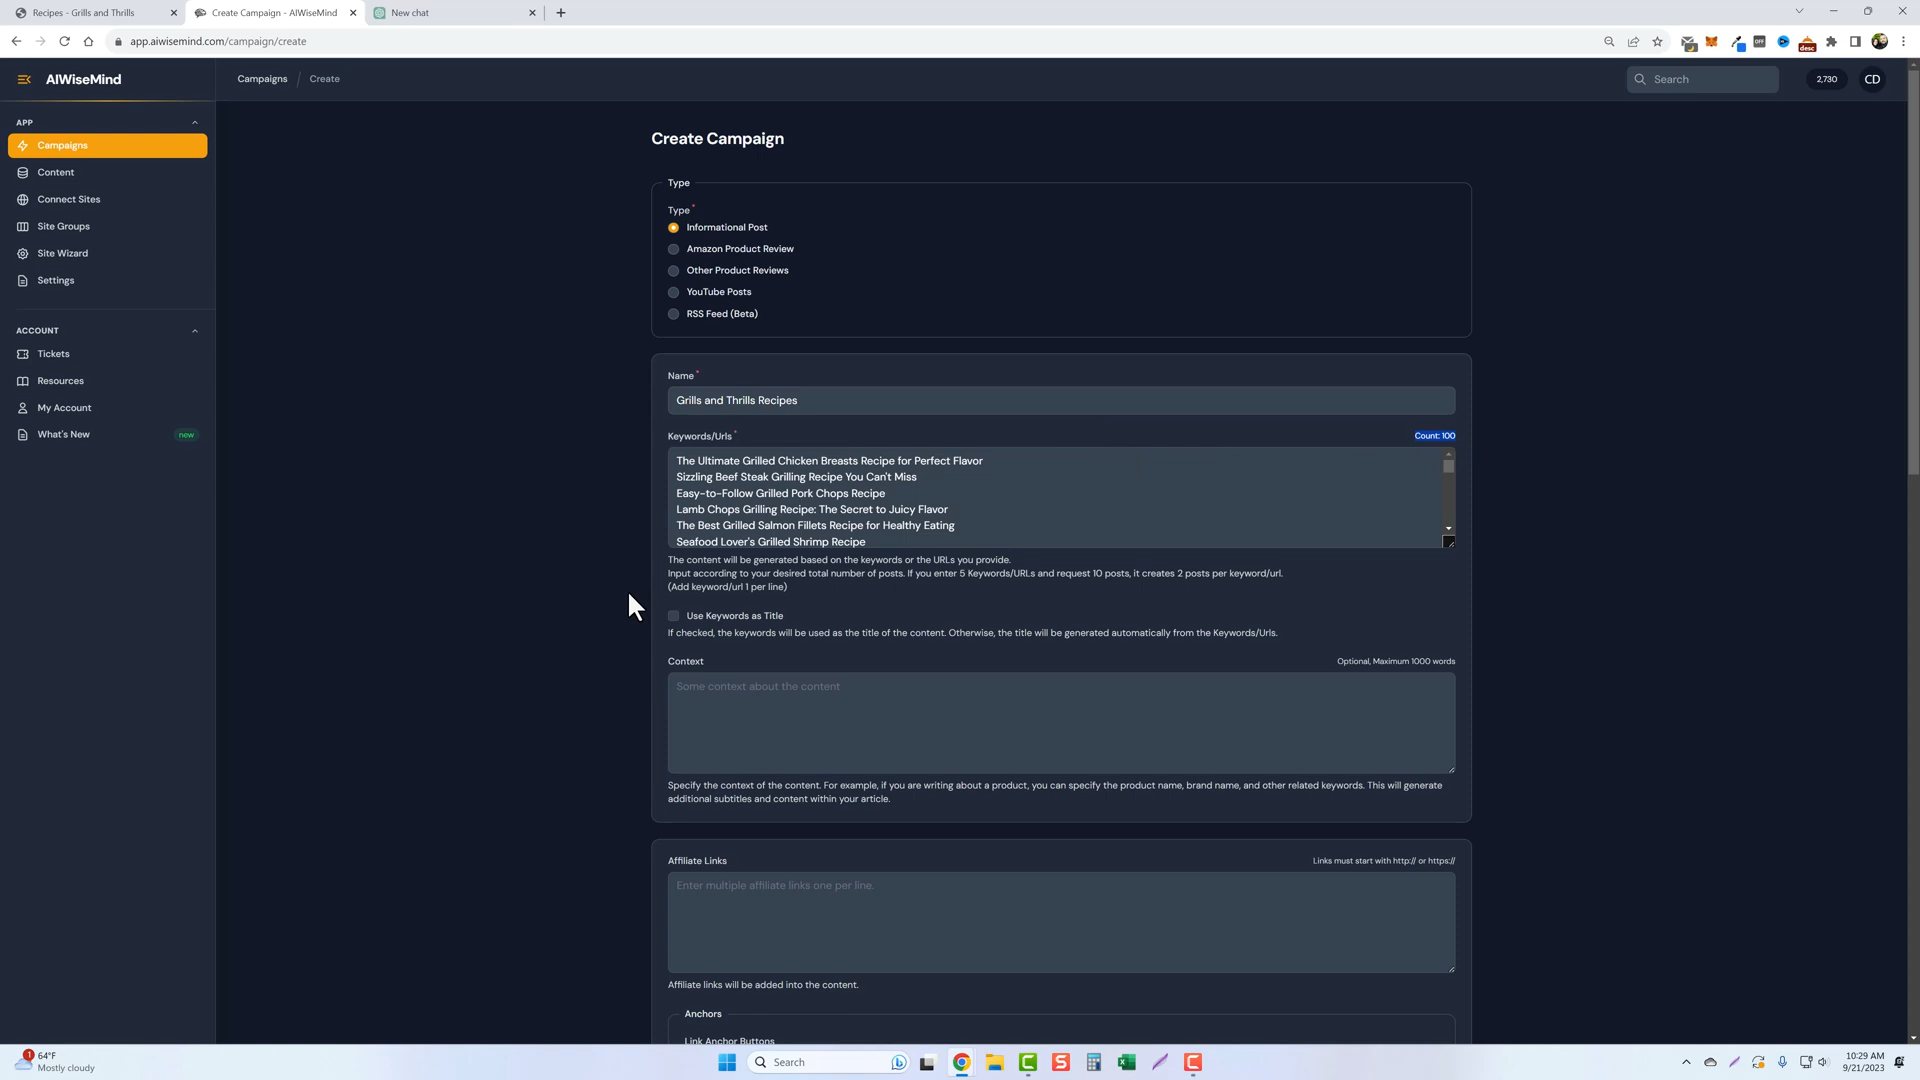 Recipes - Grills and Thrills
Create Campaign - AIWiseMind
New chat
app.aiwisemind.com/campaign/create
OFF
desc
AIWiseMind
Campaigns / Create
Search
2,730
CD
APP
Campaigns
Content
Connect Sites
Site Groups
Site Wizard
Settings
ACCOUNT
Tickets
Resources
My Account
What's New
new
Create Campaign
Type
Type*
Informational Post
Amazon Product Review
Other Product Reviews
YouTube Posts
RSS Feed (Beta)
Name*
Grills and Thrills Recipes
Keywords/Urls*
Count: 100
The Ultimate Grilled Chicken Breasts Recipe for Perfect Flavor
Sizzling Beef Steak Grilling Recipe You Can't Miss
Easy-to-Follow Grilled Pork Chops Recipe
Lamb Chops Grilling Recipe: The Secret to Juicy Flavor
The Best Grilled Salmon Fillets Recipe for Healthy Eating
Seafood Lover's Grilled Shrimp Recipe
The content will be generated based on the keywords or the URLs you provide.
Input according to your desired total number of posts. If you enter 5 Keywords/URLs and request 10 posts, it creates 2 posts per keyword/url.
(Add keyword/url 1 per line)
Use Keywords as Title
If checked, the keywords will be used as the title of the content. Otherwise, the title will be generated automatically from the Keywords/Urls.
Context
Optional, Maximum 1000 words
Some context about the content
Specify the context of the content. For example, if you are writing about a product, you can specify the product name, brand name, and other related keywords. This will generate
additional subtitles and content within your article.
Affiliate Links
Links must start with http:// or https://
Enter multiple affiliate links one per line.
Affiliate links will be added into the content.
Anchors
Link Anchor Buttons
1
64°F
Mostly cloudy
Search
10:29 AM
9/21/2023